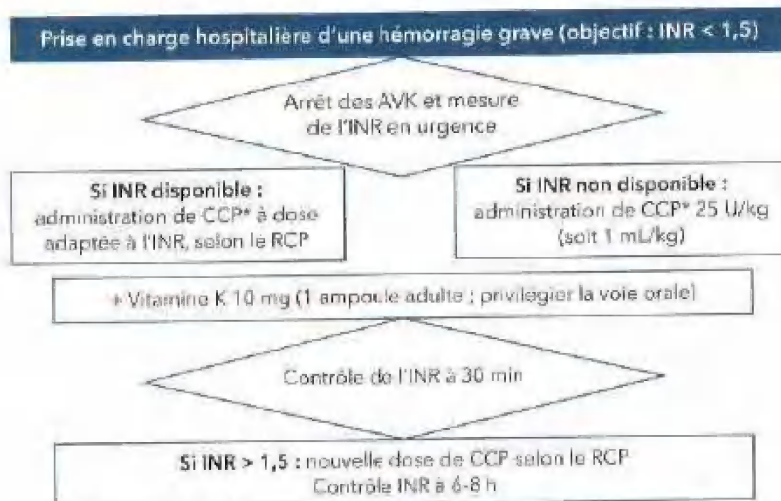 Prise en charge hospitalière d'une hémorragie grave (objectif : INR < 1,5)
Arrêt des AVK et mesure
de l'INR en urgence
Si INR disponible :
administration de CCP* à dose
adaptée à l'INR, selon le RCP
Si INR non disponible :
administration de CCP* 25 U/kg
(soit 1 mL/kg)
+ Vitamine K 10 mg (1 ampoule adulte ; privilégier la voie orale)
Contrôle de l'INR à 30 min
Si INR > 1,5 : nouvelle dose de CCP selon le RCP
Contrôle INR à 6-8 h